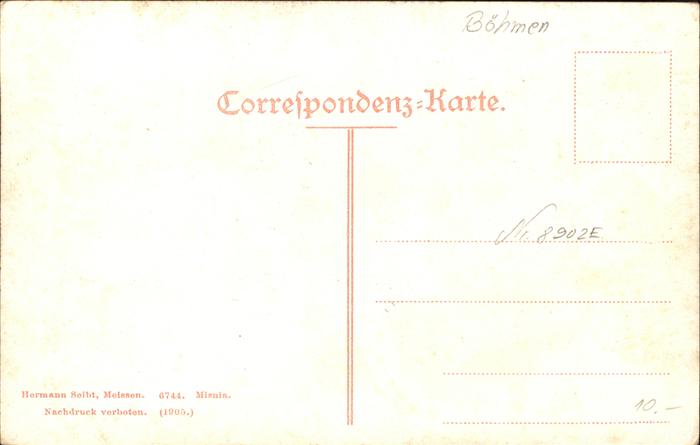 Böhmen
Correſpondenz-Karte.
Nr. 8902E
Hermann Seibt, Meissen. 6744. Misnia.
Nachdruck verboten. (1905.)
10.-